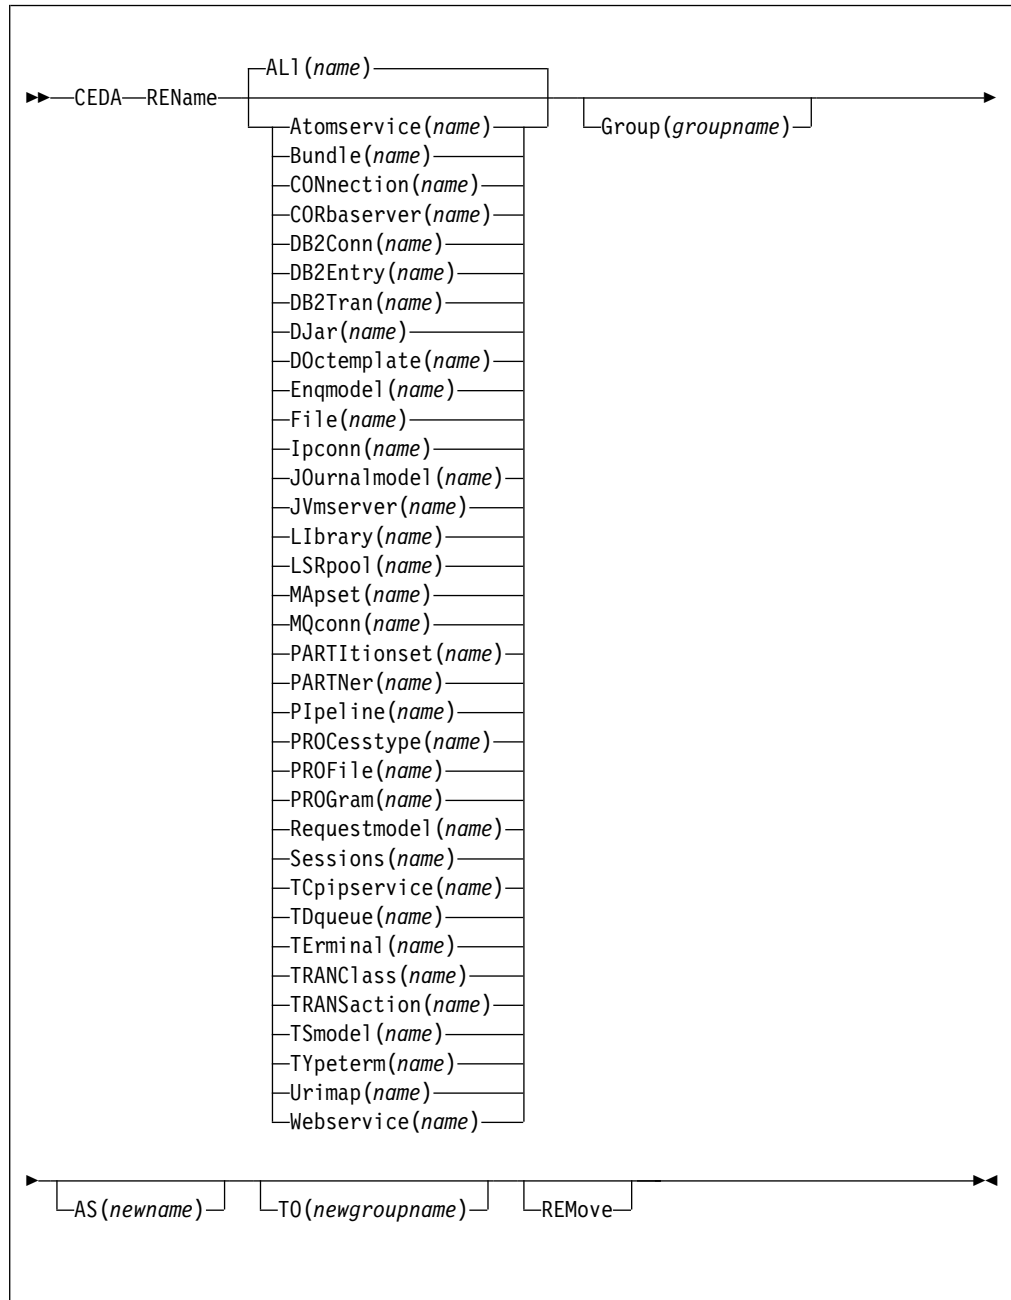 ALl(name)
CEDA REName
Atomservice(name) Group(groupname)
Bundle(name)
CONnection(name)
CORbaserver(name)
DB2Conn(name)
DB2Entry(name)
DB2Tran(name)
DJar(name)
DOctemplate(name)
Enqmodel(name)
File(name)
Ipconn(name)
JOurnalmodel(name)
JVmserver(name)
LIbrary(name)
LSRpool(name)
MApset(name)
MQconn(name)
PARTItionset(name)
PARTNer(name)
PIpeline(name)
PROCesstype(name)
PROFile(name)
PROGram(name)
Requestmodel(name)
Sessions(name)
TCpipservice(name)
TDqueue(name)
TErminal(name)
TRANClass(name)
TRANSaction(name)
TSmodel(name)
TYpeterm(name)
Urimap(name)
Webservice(name)
AS(newname) TO(newgroupname) REMove